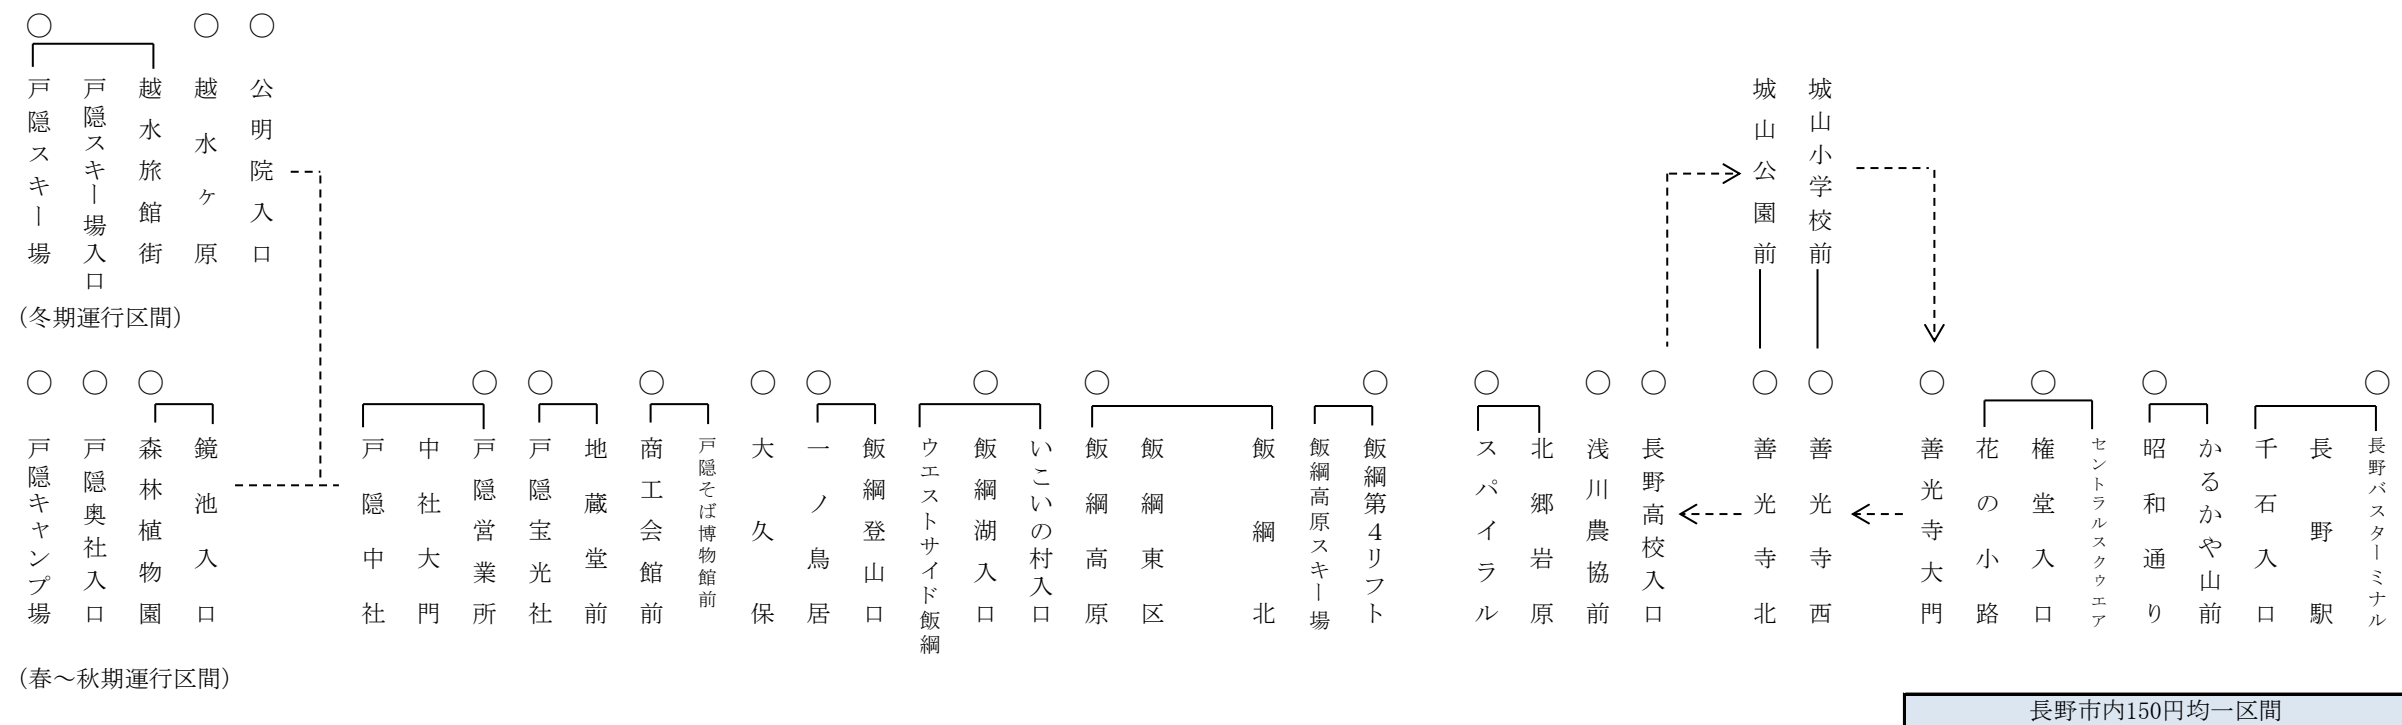 戸隠スキー場
戸隠スキー場入口
越水旅館街
越水ヶ原
公明院入口
城山公園前
城山小学校前
(冬期運行区間)
戸隠キャンプ場
戸隠奥社入口
森林植物園
鏡池入口
戸隠中社
中社大門
戸隠営業所
戸隠宝光社
地蔵堂前
商工会館前
戸隠そば博物館前
大久保
一ノ鳥居
飯綱登山口
ウエストサイド飯綱
飯綱湖入口
いこいの村入口
飯綱高原
飯綱東区
飯綱北
飯綱高原スキー場
飯綱第4リフト
スパイラル
北郷岩原
浅川農協前
長野高校入口
善光寺北
善光寺西
善光寺大門
花の小路
権堂入口
セントラルスクウエア
昭和通り
かるかや山前
千石入口
長野駅
長野バスターミナル
(春～秋期運行区間)
長野市内150円均一区間